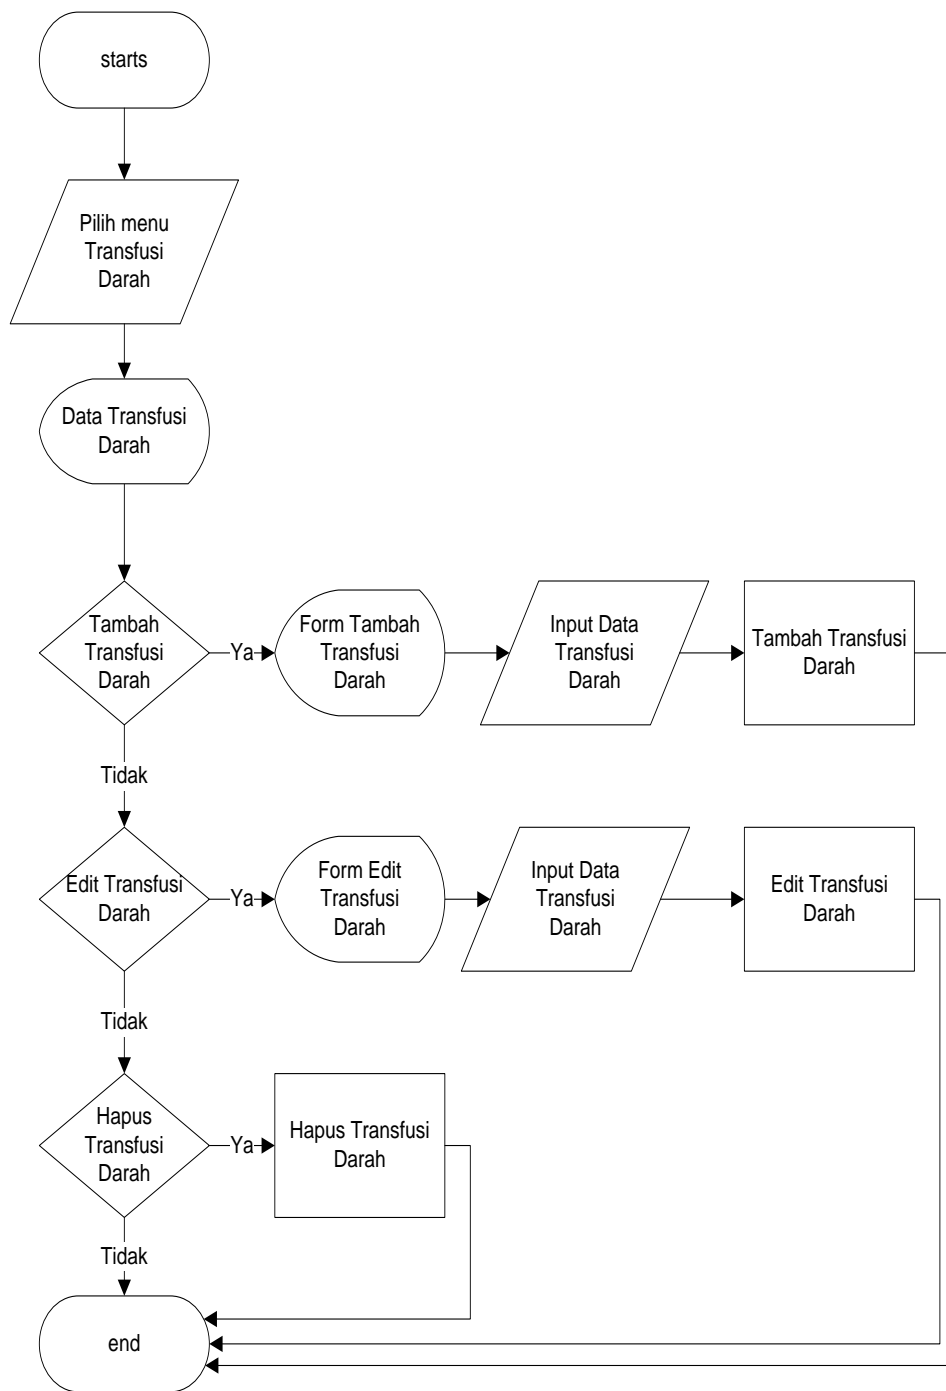 starts
Pilih menu
Transfusi
Darah
Data Transfusi
Darah
Tambah
Transfusi
Darah
Ya
Form Tambah
Transfusi
Darah
Input Data
Transfusi
Darah
Tambah Transfusi
Darah
Tidak
Edit Transfusi
Darah
Ya
Form Edit
Transfusi
Darah
Input Data
Transfusi
Darah
Edit Transfusi
Darah
Tidak
Hapus
Transfusi
Darah
Ya
Hapus Transfusi
Darah
Tidak
end